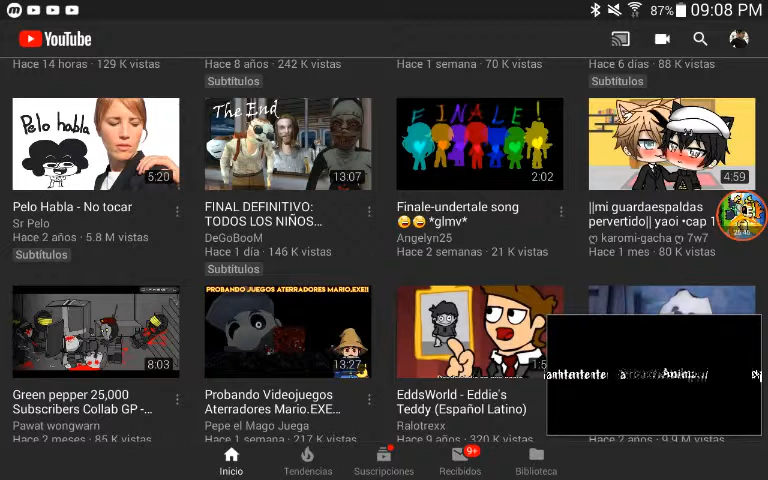 87% 09:08 PM
YouTube
Hace 14 horas · 129 K vistas
Hace 8 años · 242 K vistas
Hace 1 semana · 70 K vistas
Hace 6 días · 88 K vistas
Subtítulos
Subtítulos
Pelo habla
5:20
The End
13:07
FINALE!
2:02
4:59
Pelo Habla - No tocar
Sr Pelo
Hace 2 años · 5.8 M vistas
Subtítulos
FINAL DEFINITIVO:
TODOS LOS NIÑOS...
DeGoBooM
Hace 1 día · 146 K vistas
Subtítulos
Finale-undertale song
😄😄 *glmv*
Angelyn25
Hace 2 semanas · 21 K vistas
||mi guardaespaldas
pervertido|| yaoi •cap 1
ღ karomi-gacha ღ 7w7
Hace 1 mes · 80 K vistas
25:46
8:03
PROBANDO JUEGOS ATERRADORES MARIO.EXE!!
13:27
Green pepper 25,000
Subscribers Collab GP -...
Pawat wongwarn
Hace 2 meses · 85 K vistas
Probando Videojuegos
Aterradores Mario.EXE...
Pepe el Mago Juega
Hace 1 semana · 217 K vistas
EddsWorld - Eddie's
Teddy (Español Latino)
Ralotrexx
Hace 9 años · 320 K vistas
Hace 2 años · 9.9 M vistas
Inicio
Tendencias
Suscripciones
9+
Recibidos
Biblioteca